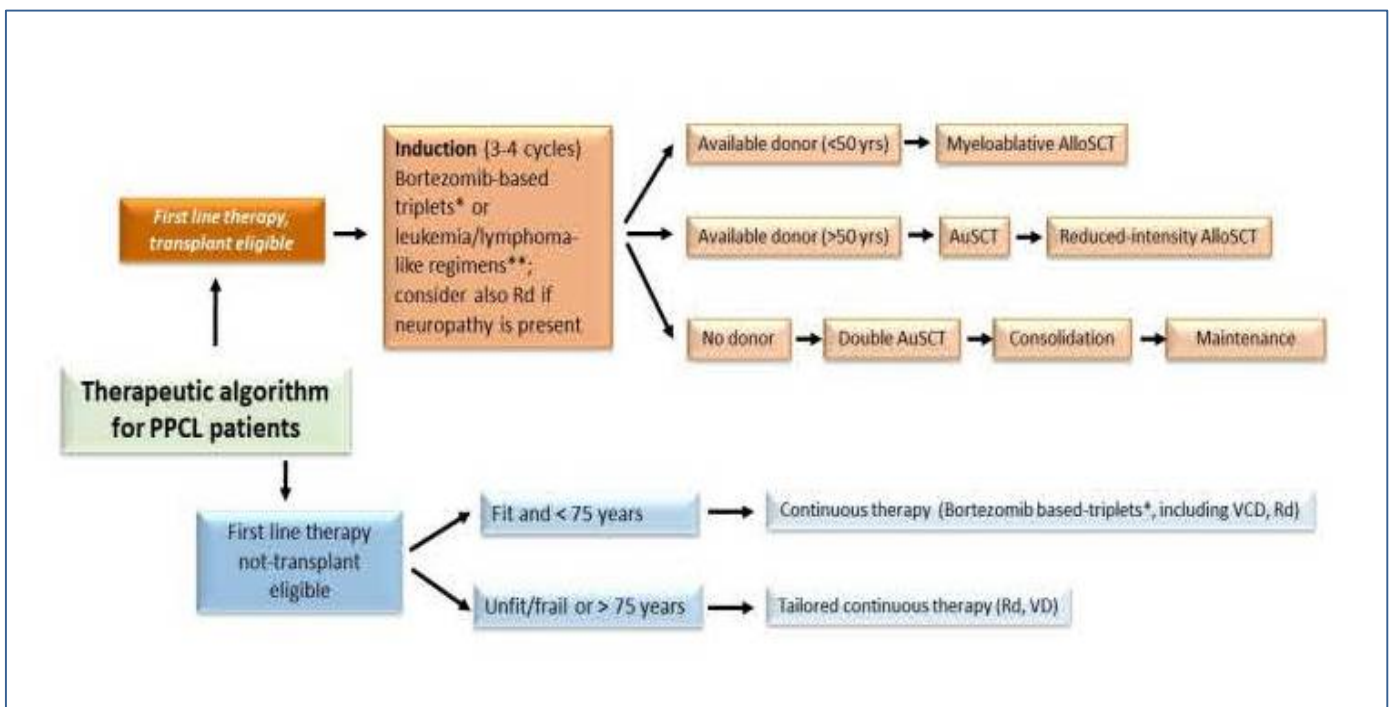 Therapeutic algorithm
for PPCL patients
First line therapy,
transplant eligible
Induction (3-4 cycles)
Bortezomib-based
triplets* or
leukemia/lymphoma-
like regimens**;
consider also Rd if
neuropathy is present
Available donor (<50 yrs)
Myeloablative AlloSCT
Available donor (>50 yrs)
AuSCT
Reduced-intensity AlloSCT
No donor
Double AuSCT
Consolidation
Maintenance
First line therapy
not-transplant
eligible
Fit and < 75 years
Continuous therapy (Bortezomib based-triplets*, including VCD, Rd)
Unfit/frail or > 75 years
Tailored continuous therapy (Rd, VD)